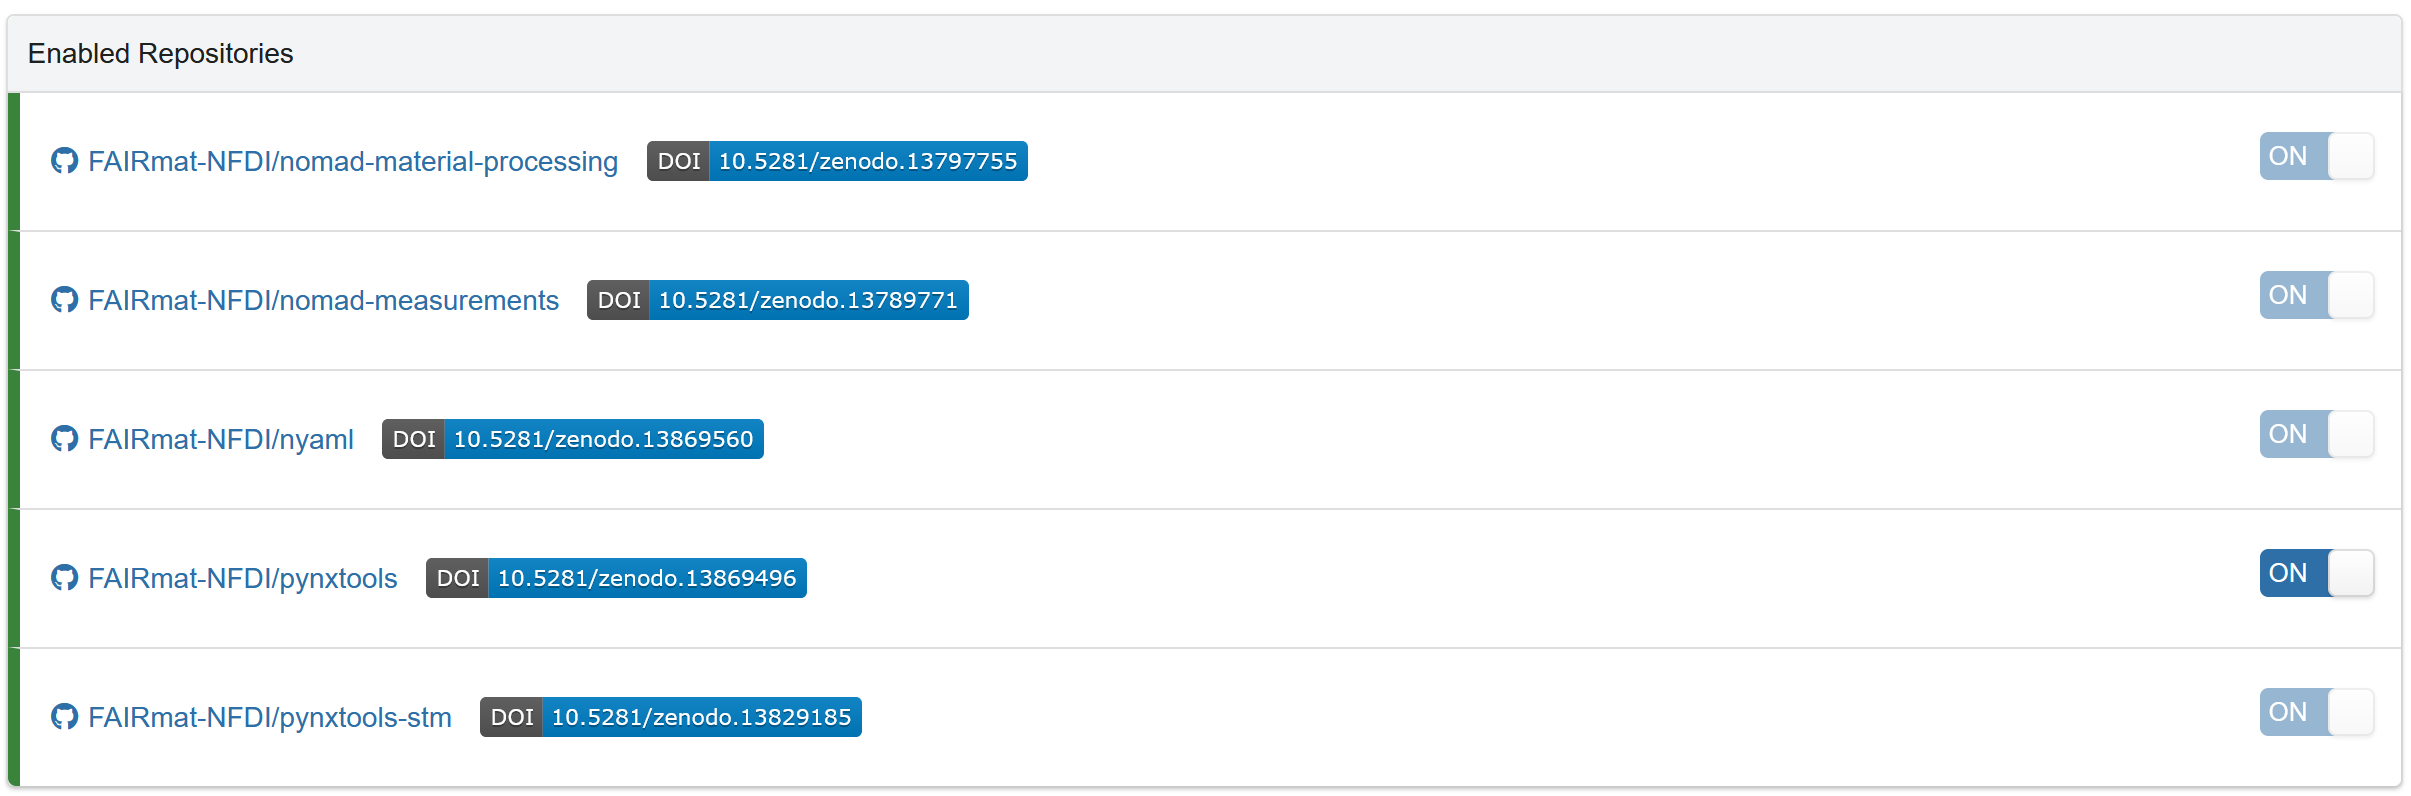 Enabled Repositories
FAIRmat-NFDI/nomad-material-processing DOI 10.5281/zenodo.13797755 ON
FAIRmat-NFDI/nomad-measurements DOI 10.5281/zenodo.13789771 ON
FAIRmat-NFDI/nyaml DOI 10.5281/zenodo.13869560 ON
FAIRmat-NFDI/pynxtools DOI 10.5281/zenodo.13869496 ON
FAIRmat-NFDI/pynxtools-stm DOI 10.5281/zenodo.13829185 ON